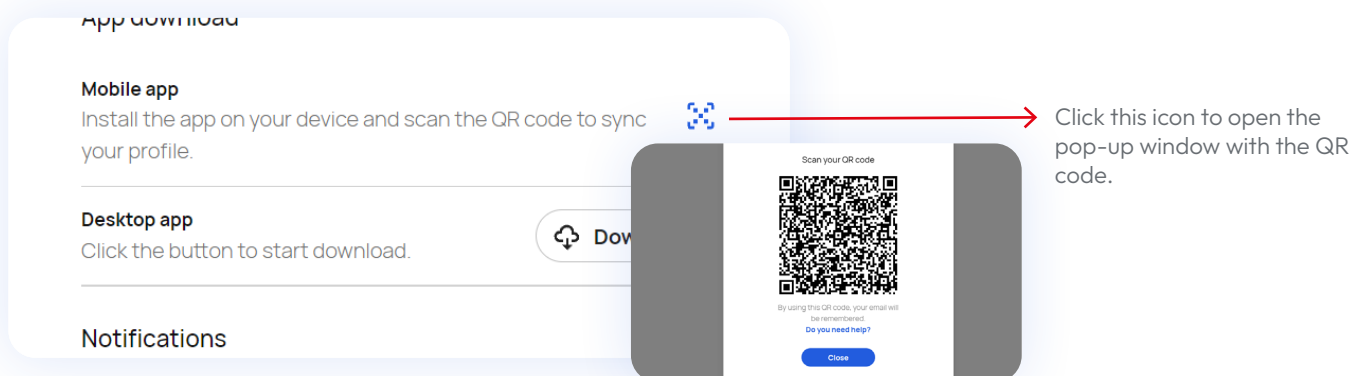 App download
Mobile app
Install the app on your device and scan the QR code to sync
your profile.
Desktop app
Click the button to start download.
Dow
Notifications
Click this icon to open the
pop-up window with the QR
code.
Scan your QR code
By using this QR code, your email will
be remembered.
Do you need help?
Close